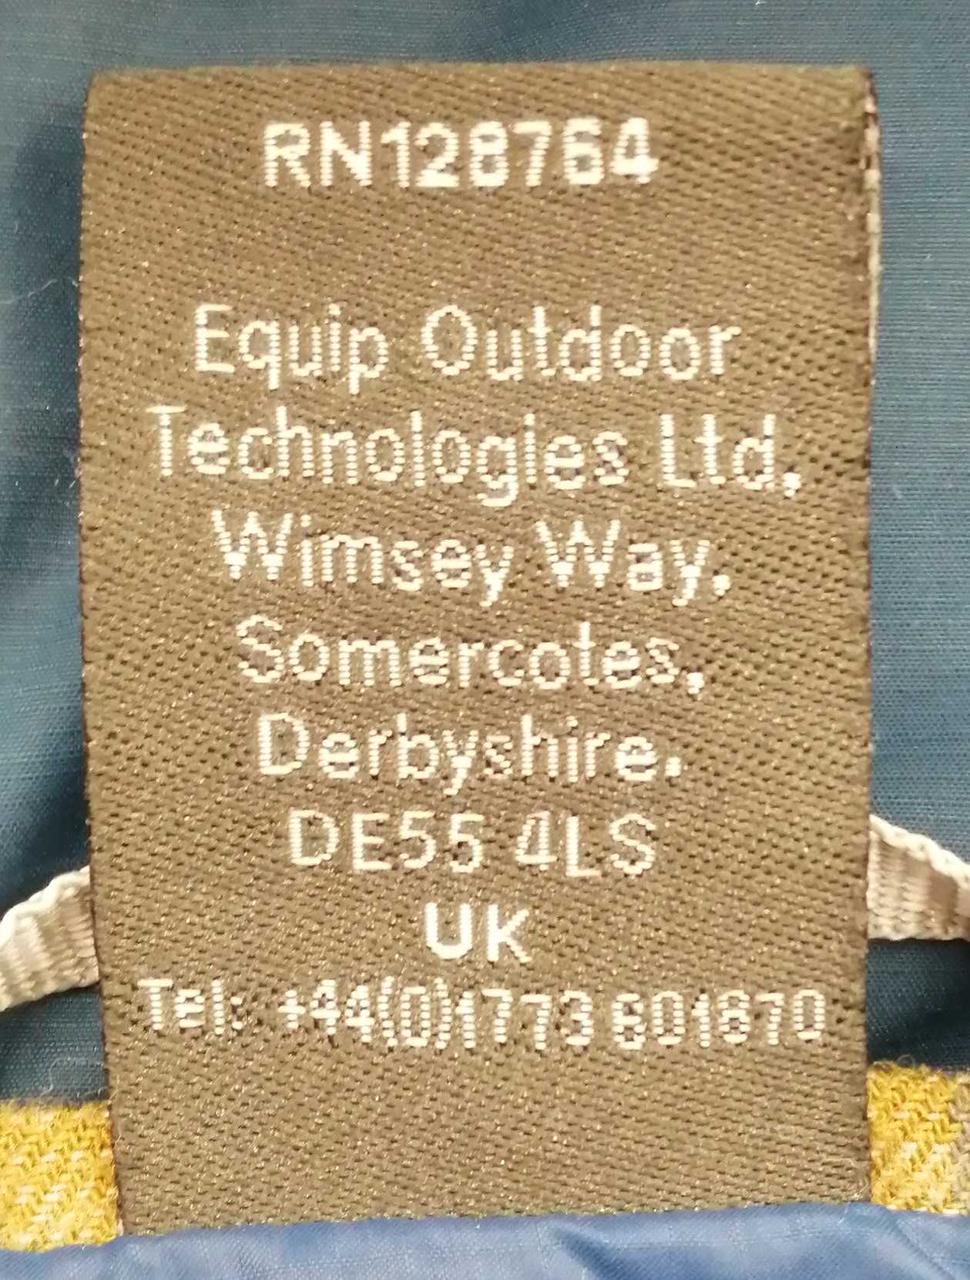 RN128764
Equip Outdoor
Technologies Ltd,
Wimsey Way,
Somercotes,
Derbyshire.
DE55 4LS
UK
Tel: +44(0)1773 601870